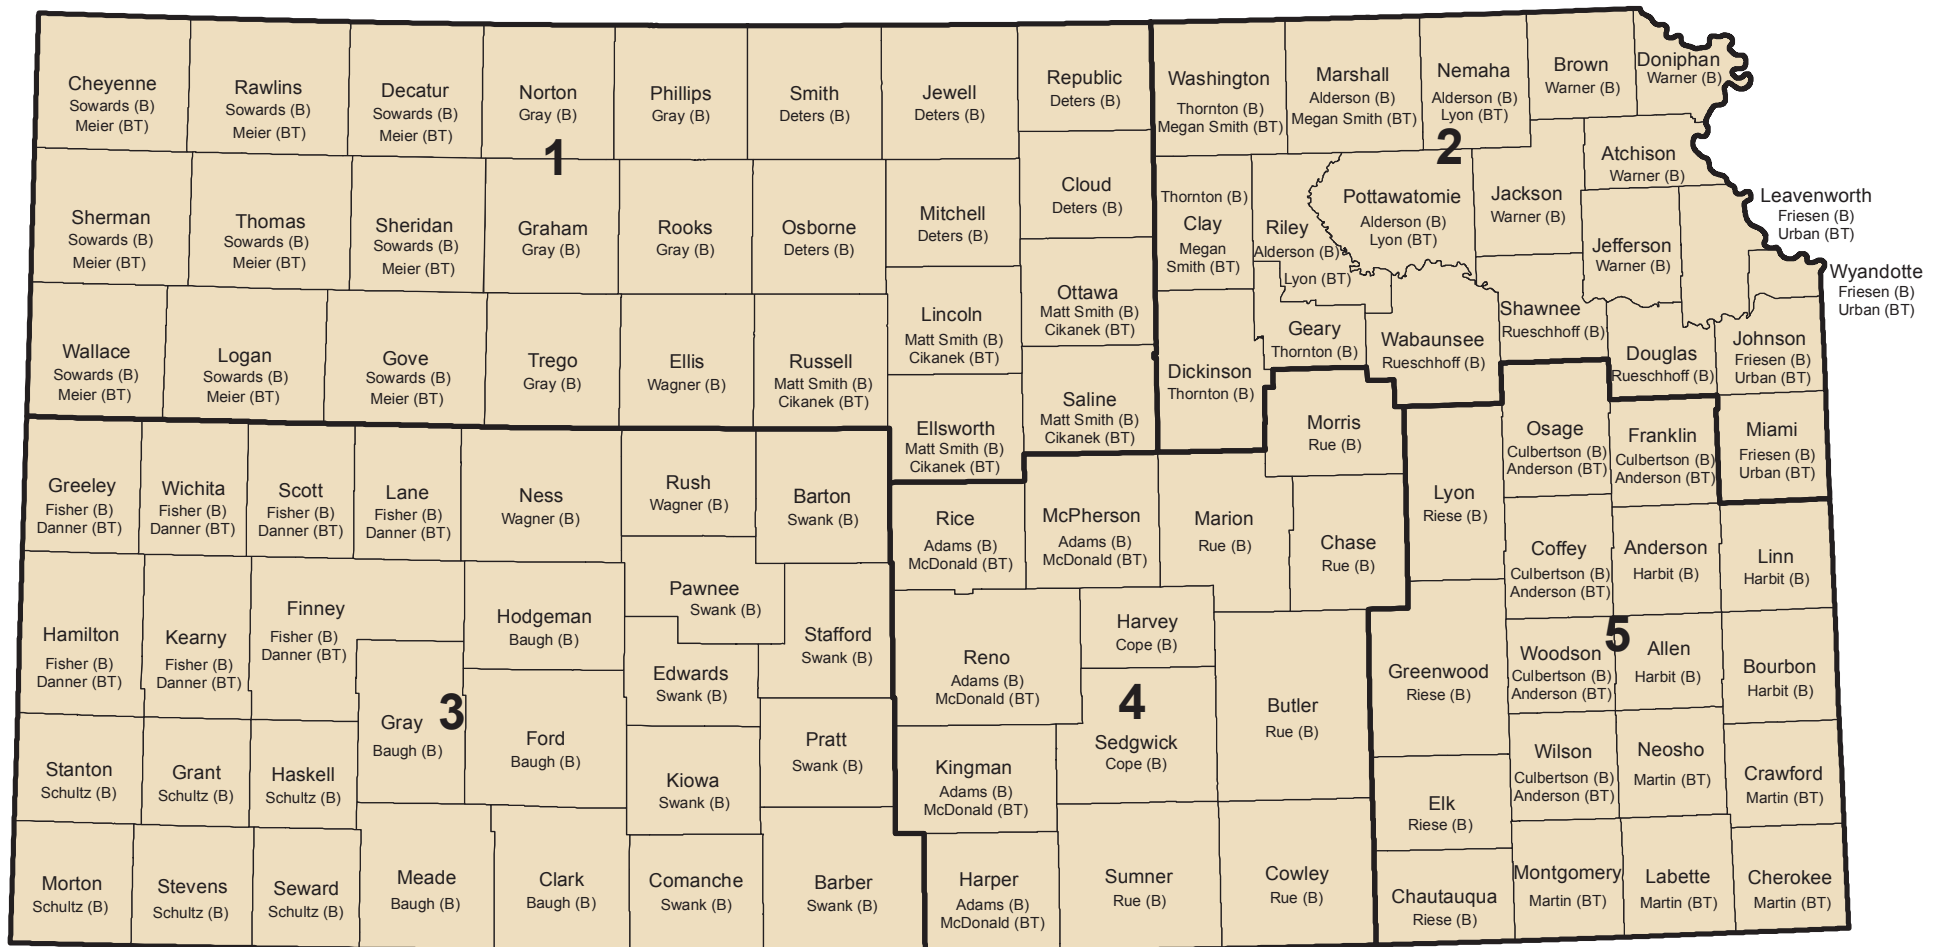 Cheyenne
Sowards (B)
Meier (BT)
Rawlins
Sowards (B)
Meier (BT)
Decatur
Sowards (B)
Meier (BT)
Norton
Gray (B)
Phillips
Gray (B)
Smith
Deters (B)
Jewell
Deters (B)
Republic
Deters (B)
1
Sherman
Sowards (B)
Meier (BT)
Thomas
Sowards (B)
Meier (BT)
Sheridan
Sowards (B)
Meier (BT)
Graham
Gray (B)
Rooks
Gray (B)
Osborne
Deters (B)
Mitchell
Deters (B)
Cloud
Deters (B)
Wallace
Sowards (B)
Meier (BT)
Logan
Sowards (B)
Meier (BT)
Gove
Sowards (B)
Meier (BT)
Trego
Gray (B)
Ellis
Wagner (B)
Russell
Matt Smith (B)
Cikanek (BT)
Lincoln
Matt Smith (B)
Cikanek (BT)
Ottawa
Matt Smith (B)
Cikanek (BT)
Ellsworth
Matt Smith (B)
Cikanek (BT)
Saline
Matt Smith (B)
Cikanek (BT)
Washington
Thornton (B)
Megan Smith (BT)
Marshall
Alderson (B)
Megan Smith (BT)
Nemaha
Alderson (B)
Lyon (BT)
Brown
Warner (B)
Doniphan
Warner (B)
2
Thornton (B)
Clay
Megan
Smith (BT)
Riley
Alderson (B)
Lyon (BT)
Pottawatomie
Alderson (B)
Lyon (BT)
Jackson
Warner (B)
Atchison
Warner (B)
Jefferson
Warner (B)
Leavenworth
Friesen (B)
Urban (BT)
Wyandotte
Friesen (B)
Urban (BT)
Dickinson
Thornton (B)
Geary
Thornton (B)
Wabaunsee
Rueschhoff (B)
Shawnee
Rueschhoff (B)
Douglas
Rueschhoff (B)
Johnson
Friesen (B)
Urban (BT)
Miami
Friesen (B)
Urban (BT)
Greeley
Fisher (B)
Danner (BT)
Wichita
Fisher (B)
Danner (BT)
Scott
Fisher (B)
Danner (BT)
Lane
Fisher (B)
Danner (BT)
Ness
Wagner (B)
Rush
Wagner (B)
Barton
Swank (B)
Hamilton
Fisher (B)
Danner (BT)
Kearny
Fisher (B)
Danner (BT)
Finney
Fisher (B)
Danner (BT)
Hodgeman
Baugh (B)
Pawnee
Swank (B)
Stafford
Swank (B)
Edwards
Swank (B)
3
Stanton
Schultz (B)
Grant
Schultz (B)
Haskell
Schultz (B)
Gray
Baugh (B)
Ford
Baugh (B)
Kiowa
Swank (B)
Pratt
Swank (B)
Morton
Schultz (B)
Stevens
Schultz (B)
Seward
Schultz (B)
Meade
Baugh (B)
Clark
Baugh (B)
Comanche
Swank (B)
Barber
Swank (B)
Rice
Adams (B)
McDonald (BT)
McPherson
Adams (B)
McDonald (BT)
Marion
Rue (B)
Morris
Rue (B)
Chase
Rue (B)
Reno
Adams (B)
McDonald (BT)
Harvey
Cope (B)
4
Sedgwick
Cope (B)
Butler
Rue (B)
Kingman
Adams (B)
McDonald (BT)
Harper
Adams (B)
McDonald (BT)
Sumner
Rue (B)
Cowley
Rue (B)
Lyon
Riese (B)
Osage
Culbertson (B)
Anderson (BT)
Franklin
Culbertson (B)
Anderson (BT)
Coffey
Culbertson (B)
Anderson (BT)
Anderson
Harbit (B)
Linn
Harbit (B)
5
Greenwood
Riese (B)
Woodson
Culbertson (B)
Anderson (BT)
Allen
Harbit (B)
Bourbon
Harbit (B)
Elk
Riese (B)
Wilson
Culbertson (B)
Anderson (BT)
Neosho
Martin (BT)
Crawford
Martin (BT)
Chautauqua
Riese (B)
Montgomery
Martin (BT)
Labette
Martin (BT)
Cherokee
Martin (BT)